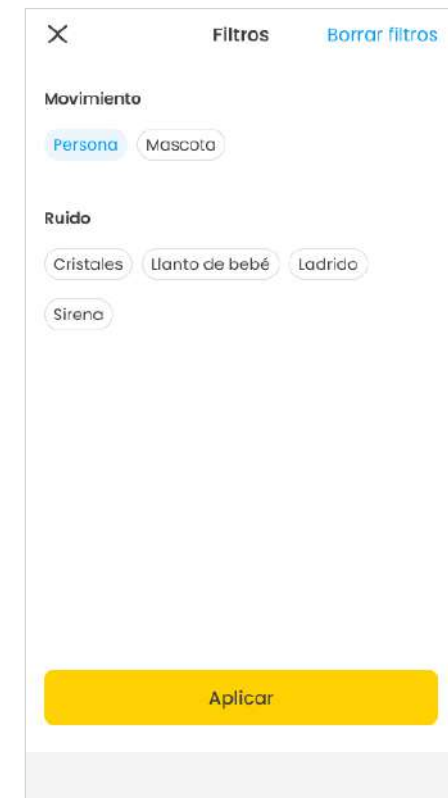 Filtros Borrar filtros
Movimiento
Persona Mascota
Ruido
Cristales Llanto de bebé Ladrido
Sirena
Aplicar